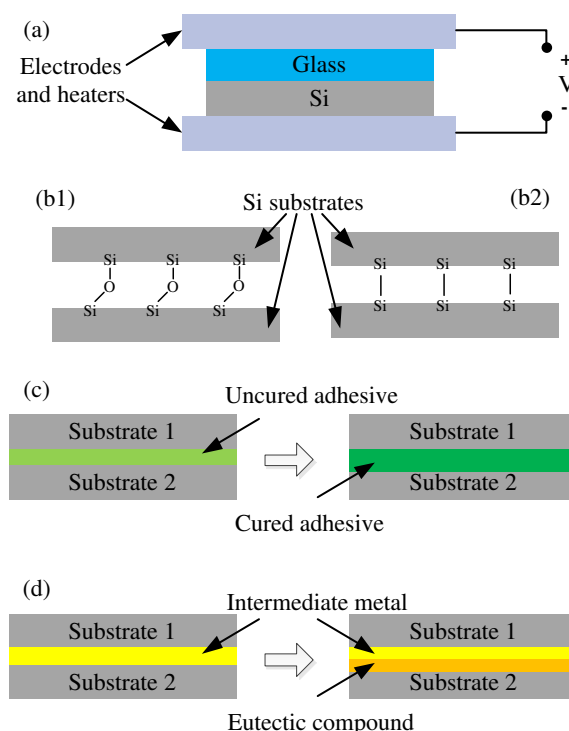 (a)
Electrodes
and heaters
Glass
Si
+
V
-
(b1)
Si substrates
(b2)
Si Si Si
O O O
Si Si Si
Si Si Si
Si Si Si
(c)
Uncured adhesive
Substrate 1
Substrate 2
Substrate 1
Substrate 2
Cured adhesive
(d)
Intermediate metal
Substrate 1
Substrate 2
Substrate 1
Substrate 2
Eutectic compound